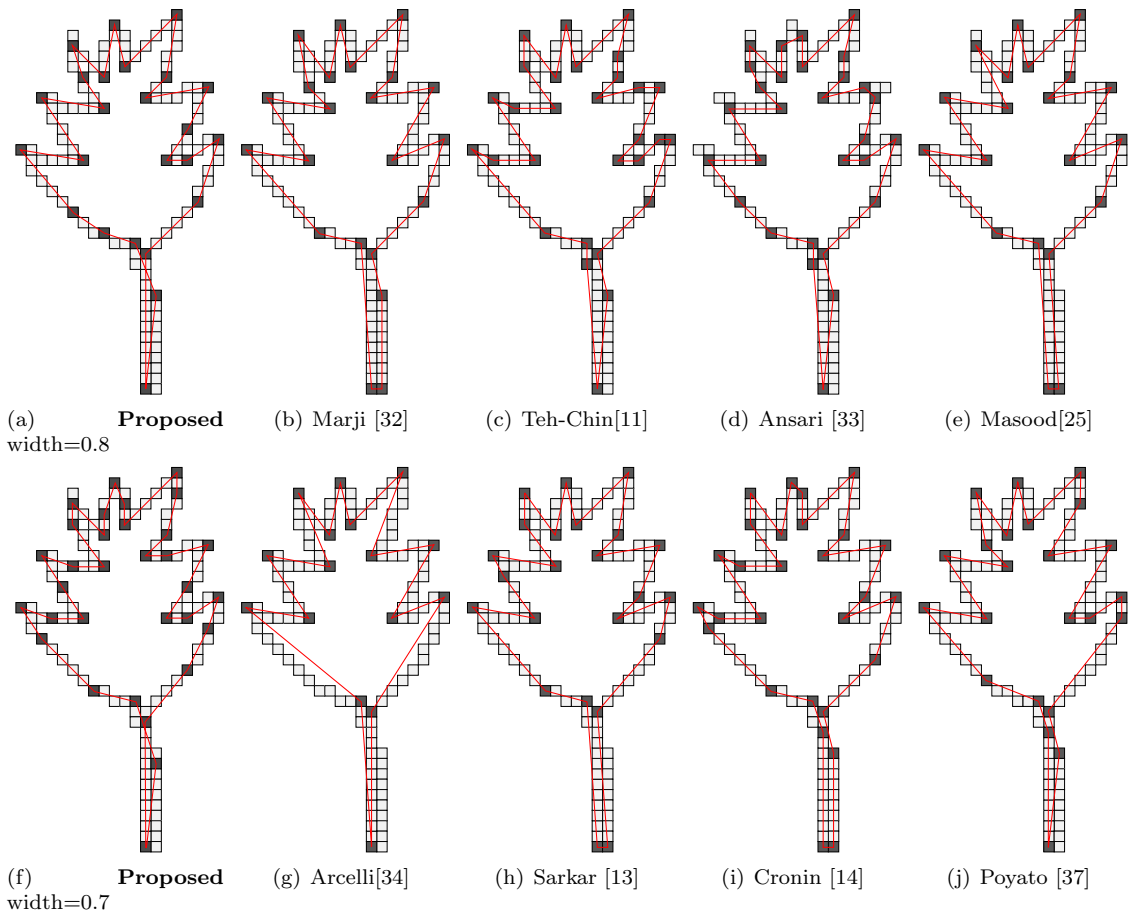 (a) Proposed
width=0.8
(b) Marji [32]
(c) Teh-Chin[11]
(d) Ansari [33]
(e) Masood[25]
(f) Proposed
width=0.7
(g) Arcelli[34]
(h) Sarkar [13]
(i) Cronin [14]
(j) Poyato [37]